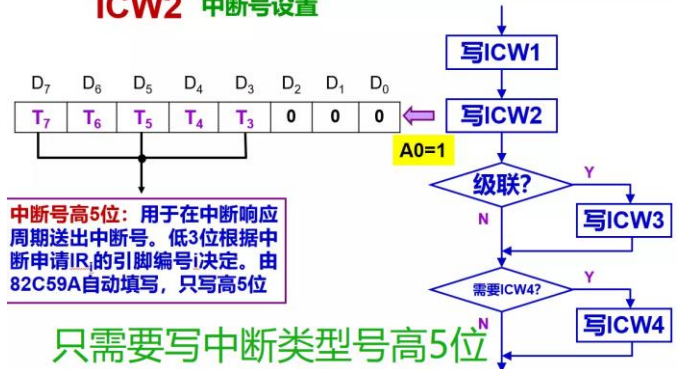 ICW2 中断号设置
D7 D6 D5 D4 D3 D2 D1 D0
T7 T6 T5 T4 T3 0 0 0
A0=1
中断号高5位：用于在中断响应
周期送出中断号。低3位根据中
断申请IRi的引脚编号i决定。由
82C59A自动填写，只写高5位
只需要写中断类型号高5位
写ICW1
写ICW2
级联?
Y
N
写ICW3
需要ICW4?
Y
N
写ICW4